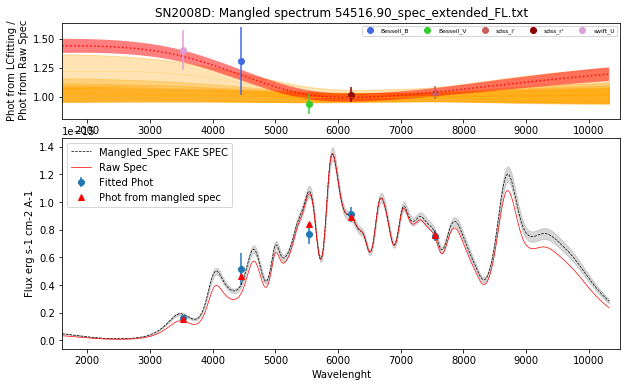 SN2008D: Mangled spectrum 54516.90_spec_extended_FL.txt
Phot from LCfitting /
Phot from Raw Spec
1.50
1.25
1.00
Bessell_B
Bessell_V
sdss_i'
sdss_r'
swift_U
2000 3000 4000 5000 6000 7000 8000 9000 10000
Flux erg s-1 cm-2 A-1
1.4
1.2
1.0
0.8
0.6
0.4
0.2
0.0
Mangled_Spec FAKE SPEC
Raw Spec
Fitted Phot
Phot from mangled spec
2000 3000 4000 5000 6000 7000 8000 9000 10000
Wavelenght